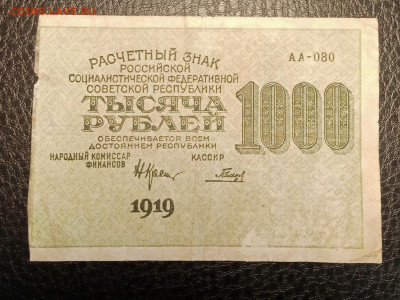 РАСЧЕТНЫЙ ЗНАК
РОССИЙСКОЙ
СОЦИАЛИСТИЧЕСКОЙ ФЕДЕРАТИВНОЙ
СОВЕТСКОЙ РЕСПУБЛИКИ
АА-080
ТЫСЯЧА
РУБЛЕЙ
1000
ОБЕСПЕЧИВАЕТСЯ ВСЕМ
ДОСТОЯНИЕМ РЕСПУБЛИКИ
НАРОДНЫЙ КОМИССАР
ФИНАНСОВ
КАССИР
1919